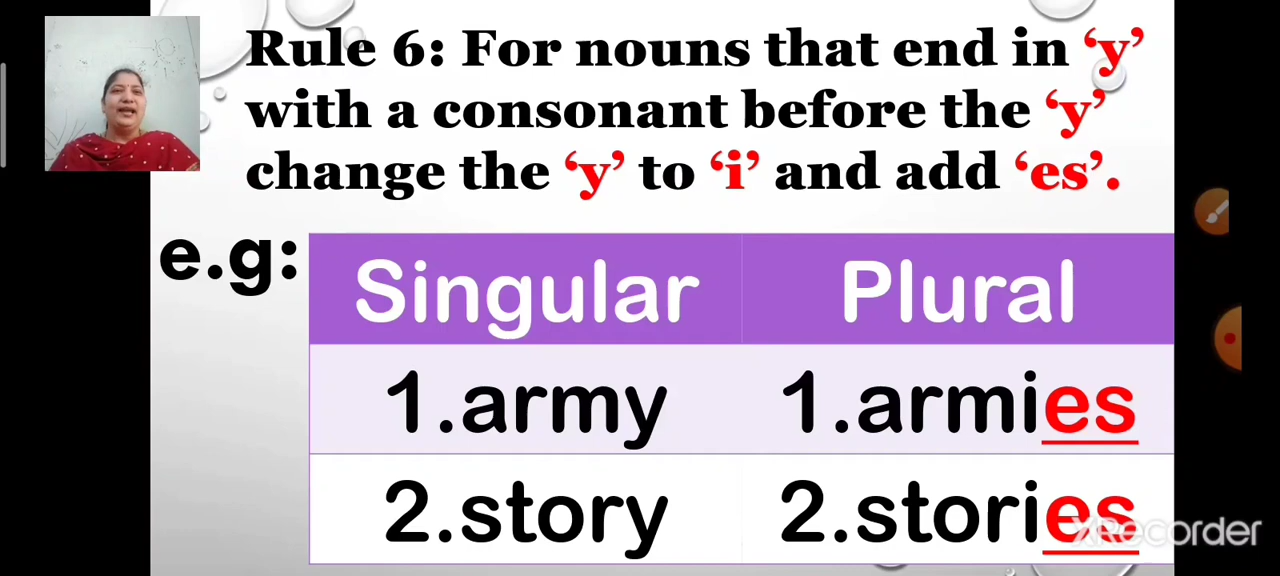 Rule 6: For nouns that end in ‘y’
with a consonant before the ‘y’
change the ‘y’ to ‘i’ and add ‘es’.
e.g:
Singular Plural
1.army 1.armies
2.story 2.stories
XRecorder